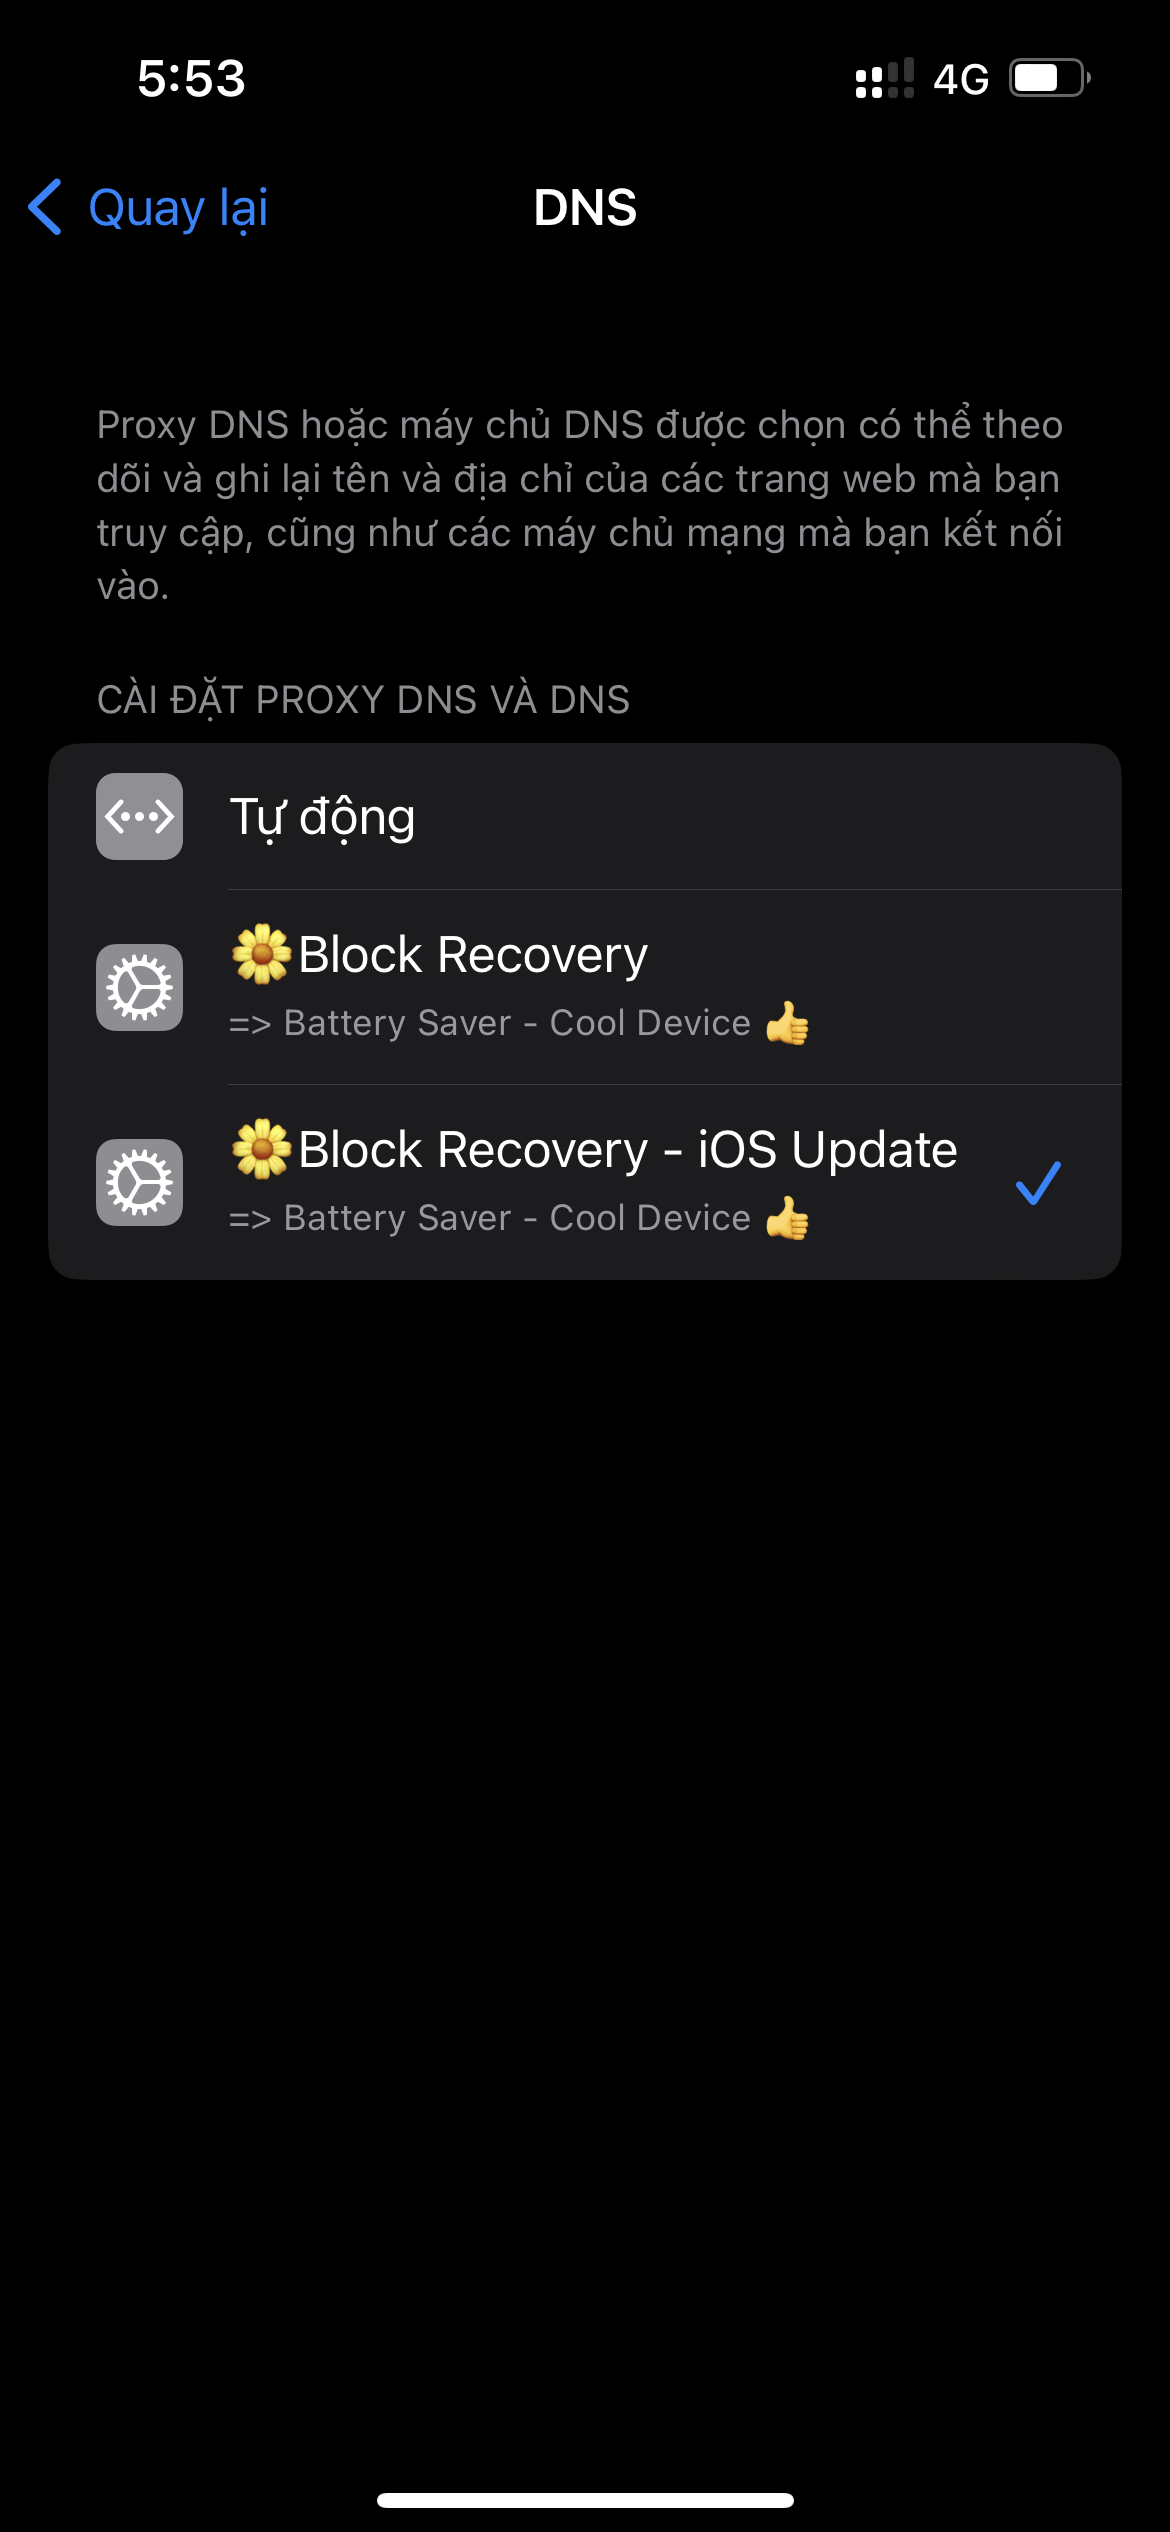 5:53
4G
Quay lại
DNS
Proxy DNS hoặc máy chủ DNS được chọn có thể theo
dõi và ghi lại tên và địa chỉ của các trang web mà bạn
truy cập, cũng như các máy chủ mạng mà bạn kết nối
vào.
CÀI ĐẶT PROXY DNS VÀ DNS
Tự động
🌼Block Recovery
=> Battery Saver - Cool Device 👍
🌼Block Recovery - iOS Update
=> Battery Saver - Cool Device 👍